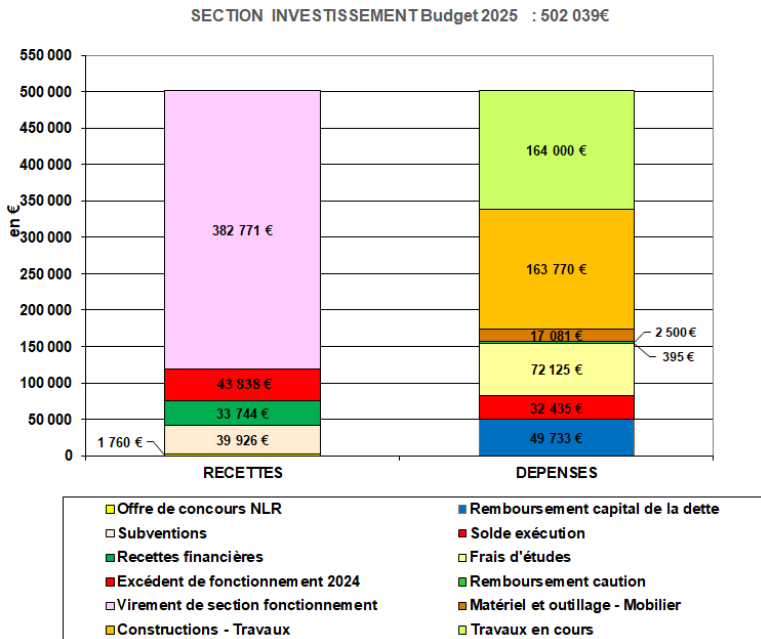 SECTION INVESTISSEMENT Budget 2025 : 502 039€
550 000
500 000
450 000
400 000
350 000
300 000
250 000
200 000
150 000
100 000
50 000
0
en €
382 771 €
43 838 €
33 744 €
39 926 €
1 760 €
164 000 €
163 770 €
17 081 €
2 500 €
395 €
72 125 €
32 435 €
49 733 €
RECETTES DEPENSES
Offre de concours NLR Remboursement capital de la dette
Subventions Solde exécution
Recettes financières Frais d'études
Excédent de fonctionnement 2024 Remboursement caution
Virement de section fonctionnement Matériel et outillage - Mobilier
Constructions - Travaux Travaux en cours